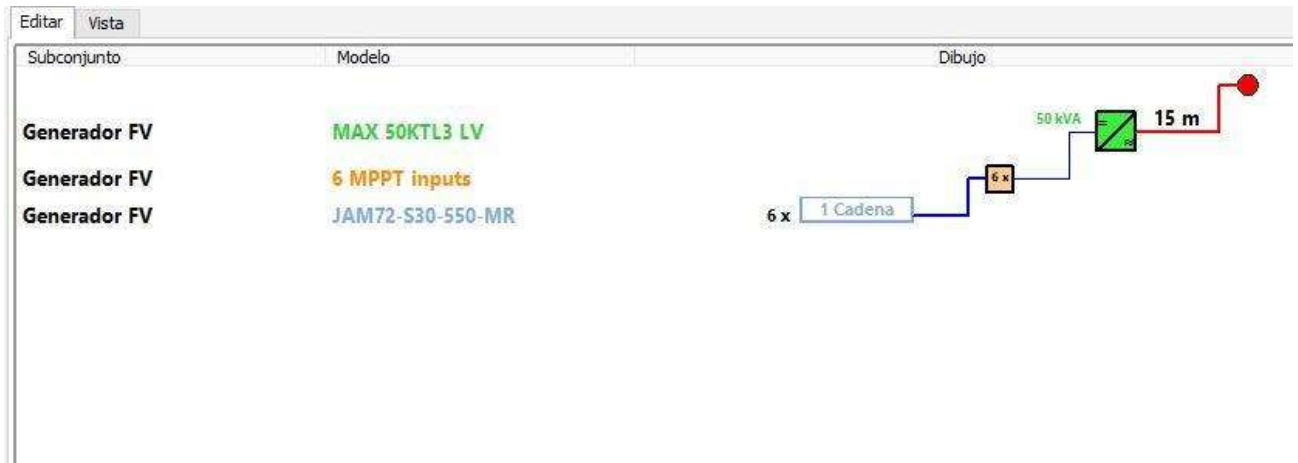 Editar Vista
Subconjunto Modelo Dibujo
Generador FV MAX 50KTL3 LV 50 kVA 15 m
Generador FV 6 MPPT inputs 6 x
Generador FV JAM72-S30-550-MR 6 x 1 Cadena